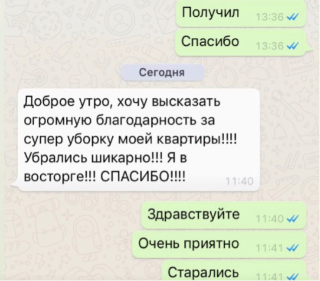 Получил 13:36
Спасибо 13:36
Сегодня
Доброе утро, хочу высказать
огромную благодарность за
супер уборку моей квартиры!!!!
Убрались шикарно!!! Я в
восторге!!! СПАСИБО!!!! 11:40
Здравствуйте 11:40
Очень приятно 11:41
Старались 11:41